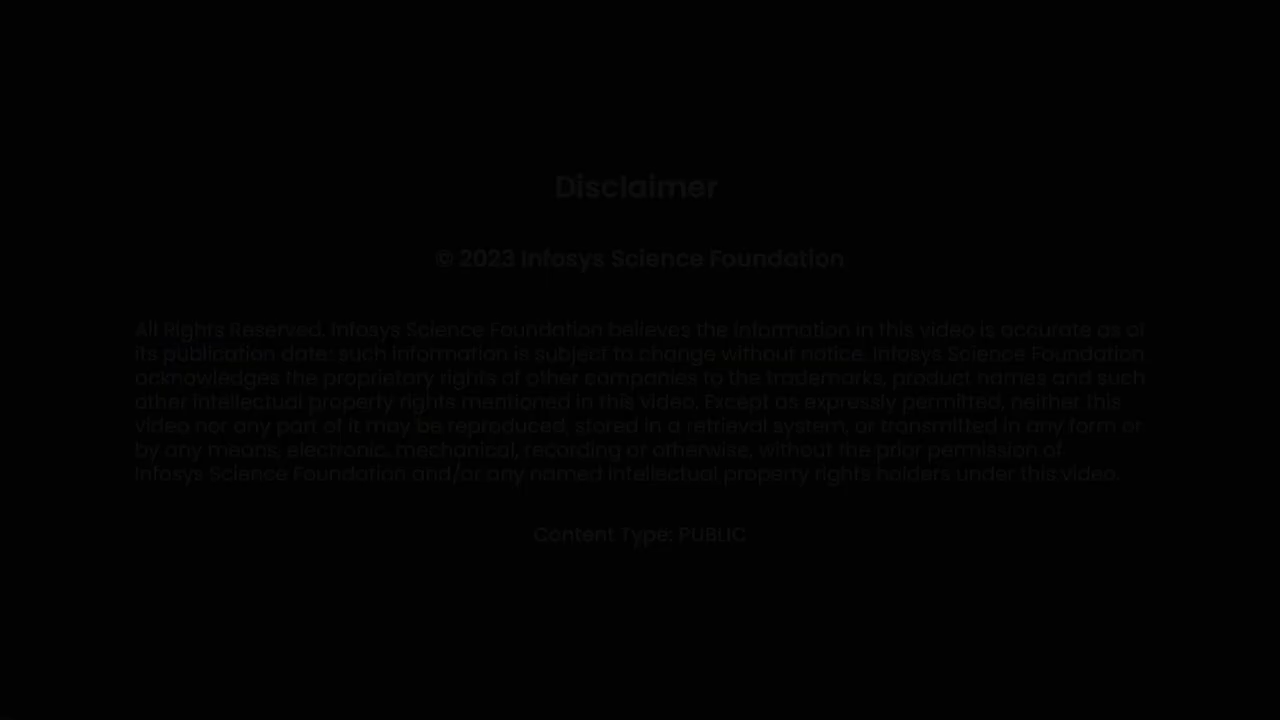 Disclaimer
© 2023 Infosys Science Foundation
All Rights Reserved. Infosys Science Foundation believes the information in this video is accurate as of
its publication date; such information is subject to change without notice. Infosys Science Foundation
acknowledges the proprietary rights of other companies to the trademarks, product names and such
other intellectual property rights mentioned in this video. Except as expressly permitted, neither this
video nor any part of it may be reproduced, stored in a retrieval system, or transmitted in any form or
by any means, electronic, mechanical, recording or otherwise, without the prior permission of
Infosys Science Foundation and/or any named intellectual property rights holders under this video.
Content Type: PUBLIC